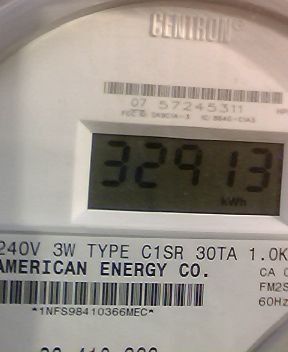 CENTRON®
07 57245311
32913
kWh
240V 3W TYPE C1SR 30TA 1.0K
AMERICAN ENERGY CO.
CA 0
FM2S
60Hz
*1NFS98410366MEC*